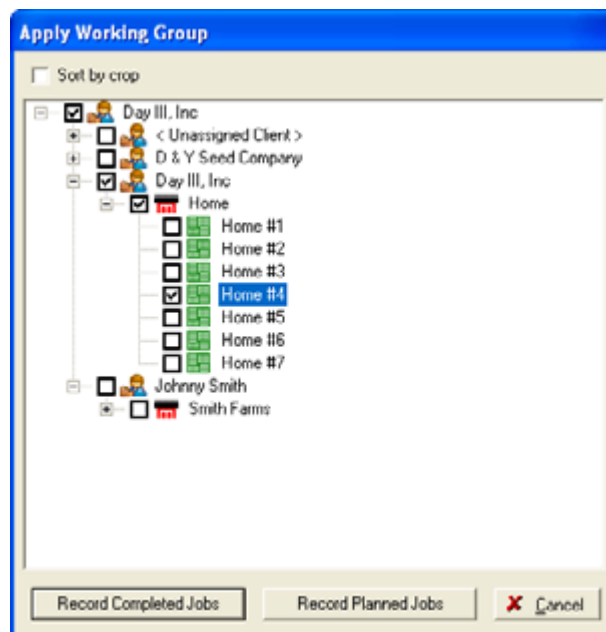 Apply Working Group
Sort by crop
Day III, Inc
< Unassigned Client >
D & Y Seed Company
Day III, Inc
Home
Home #1
Home #2
Home #3
Home #4
Home #5
Home #6
Home #7
Johnny Smith
Smith Farms
Record Completed Jobs Record Planned Jobs Cancel